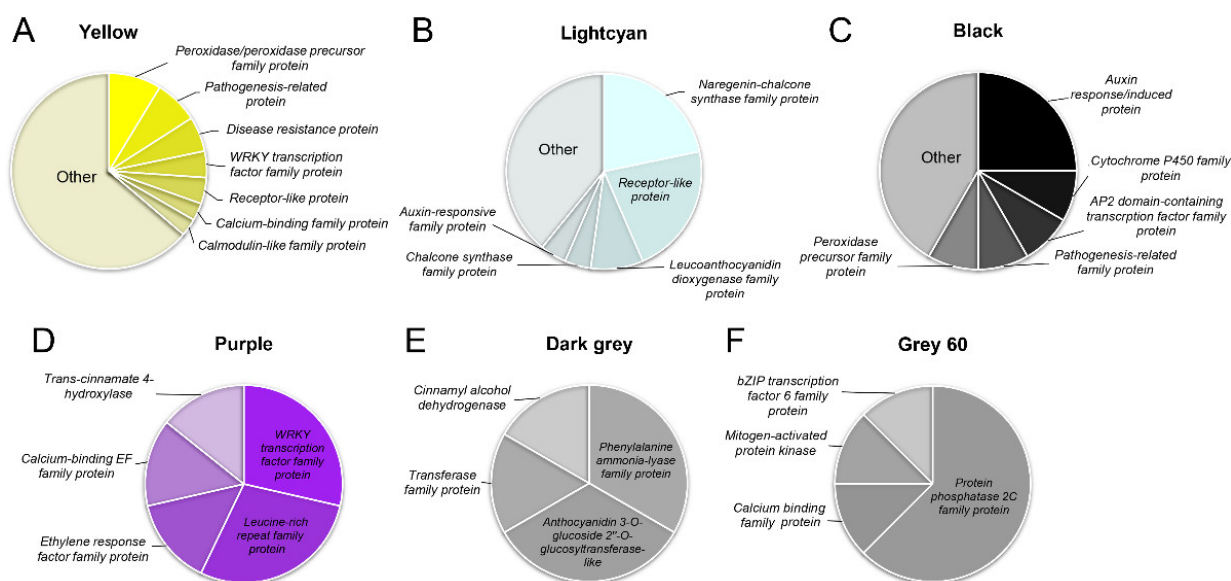 A
Yellow
Peroxidase/peroxidase precursor
family protein
Pathogenesis-related
protein
Disease resistance protein
WRKY transcription
factor family protein
Receptor-like protein
Calcium-binding family protein
Calmodulin-like family protein
Other
B
Lightcyan
Naregenin-chalcone
synthase family protein
Other
Receptor-like
protein
Auxin-responsive
family protein
Chalcone synthase
family protein
Leucoanthocyanidin
dioxygenase family
protein
C
Black
Auxin
response/induced
protein
Other
Cytochrome P450 family
protein
AP2 domain-containing
transcrption factor family
protein
Peroxidase
precursor family
protein
Pathogenesis-related
family protein
D
Purple
Trans-cinnamate 4-
hydroxylase
WRKY
transcription
factor family
protein
Calcium-binding EF
family protein
Leucine-rich
repeat family
protein
Ethylene response
factor family protein
E
Dark grey
Cinnamyl alcohol
dehydrogenase
Phenylalanine
ammonia-lyase
family protein
Transferase
family protein
Anthocyanidin 3-O-
glucoside 2"-O-
glucosyltransferase-
like
F
Grey 60
bZIP transcription
factor 6 family
protein
Mitogen-activated
protein kinase
Protein
phosphatase 2C
family protein
Calcium binding
family protein